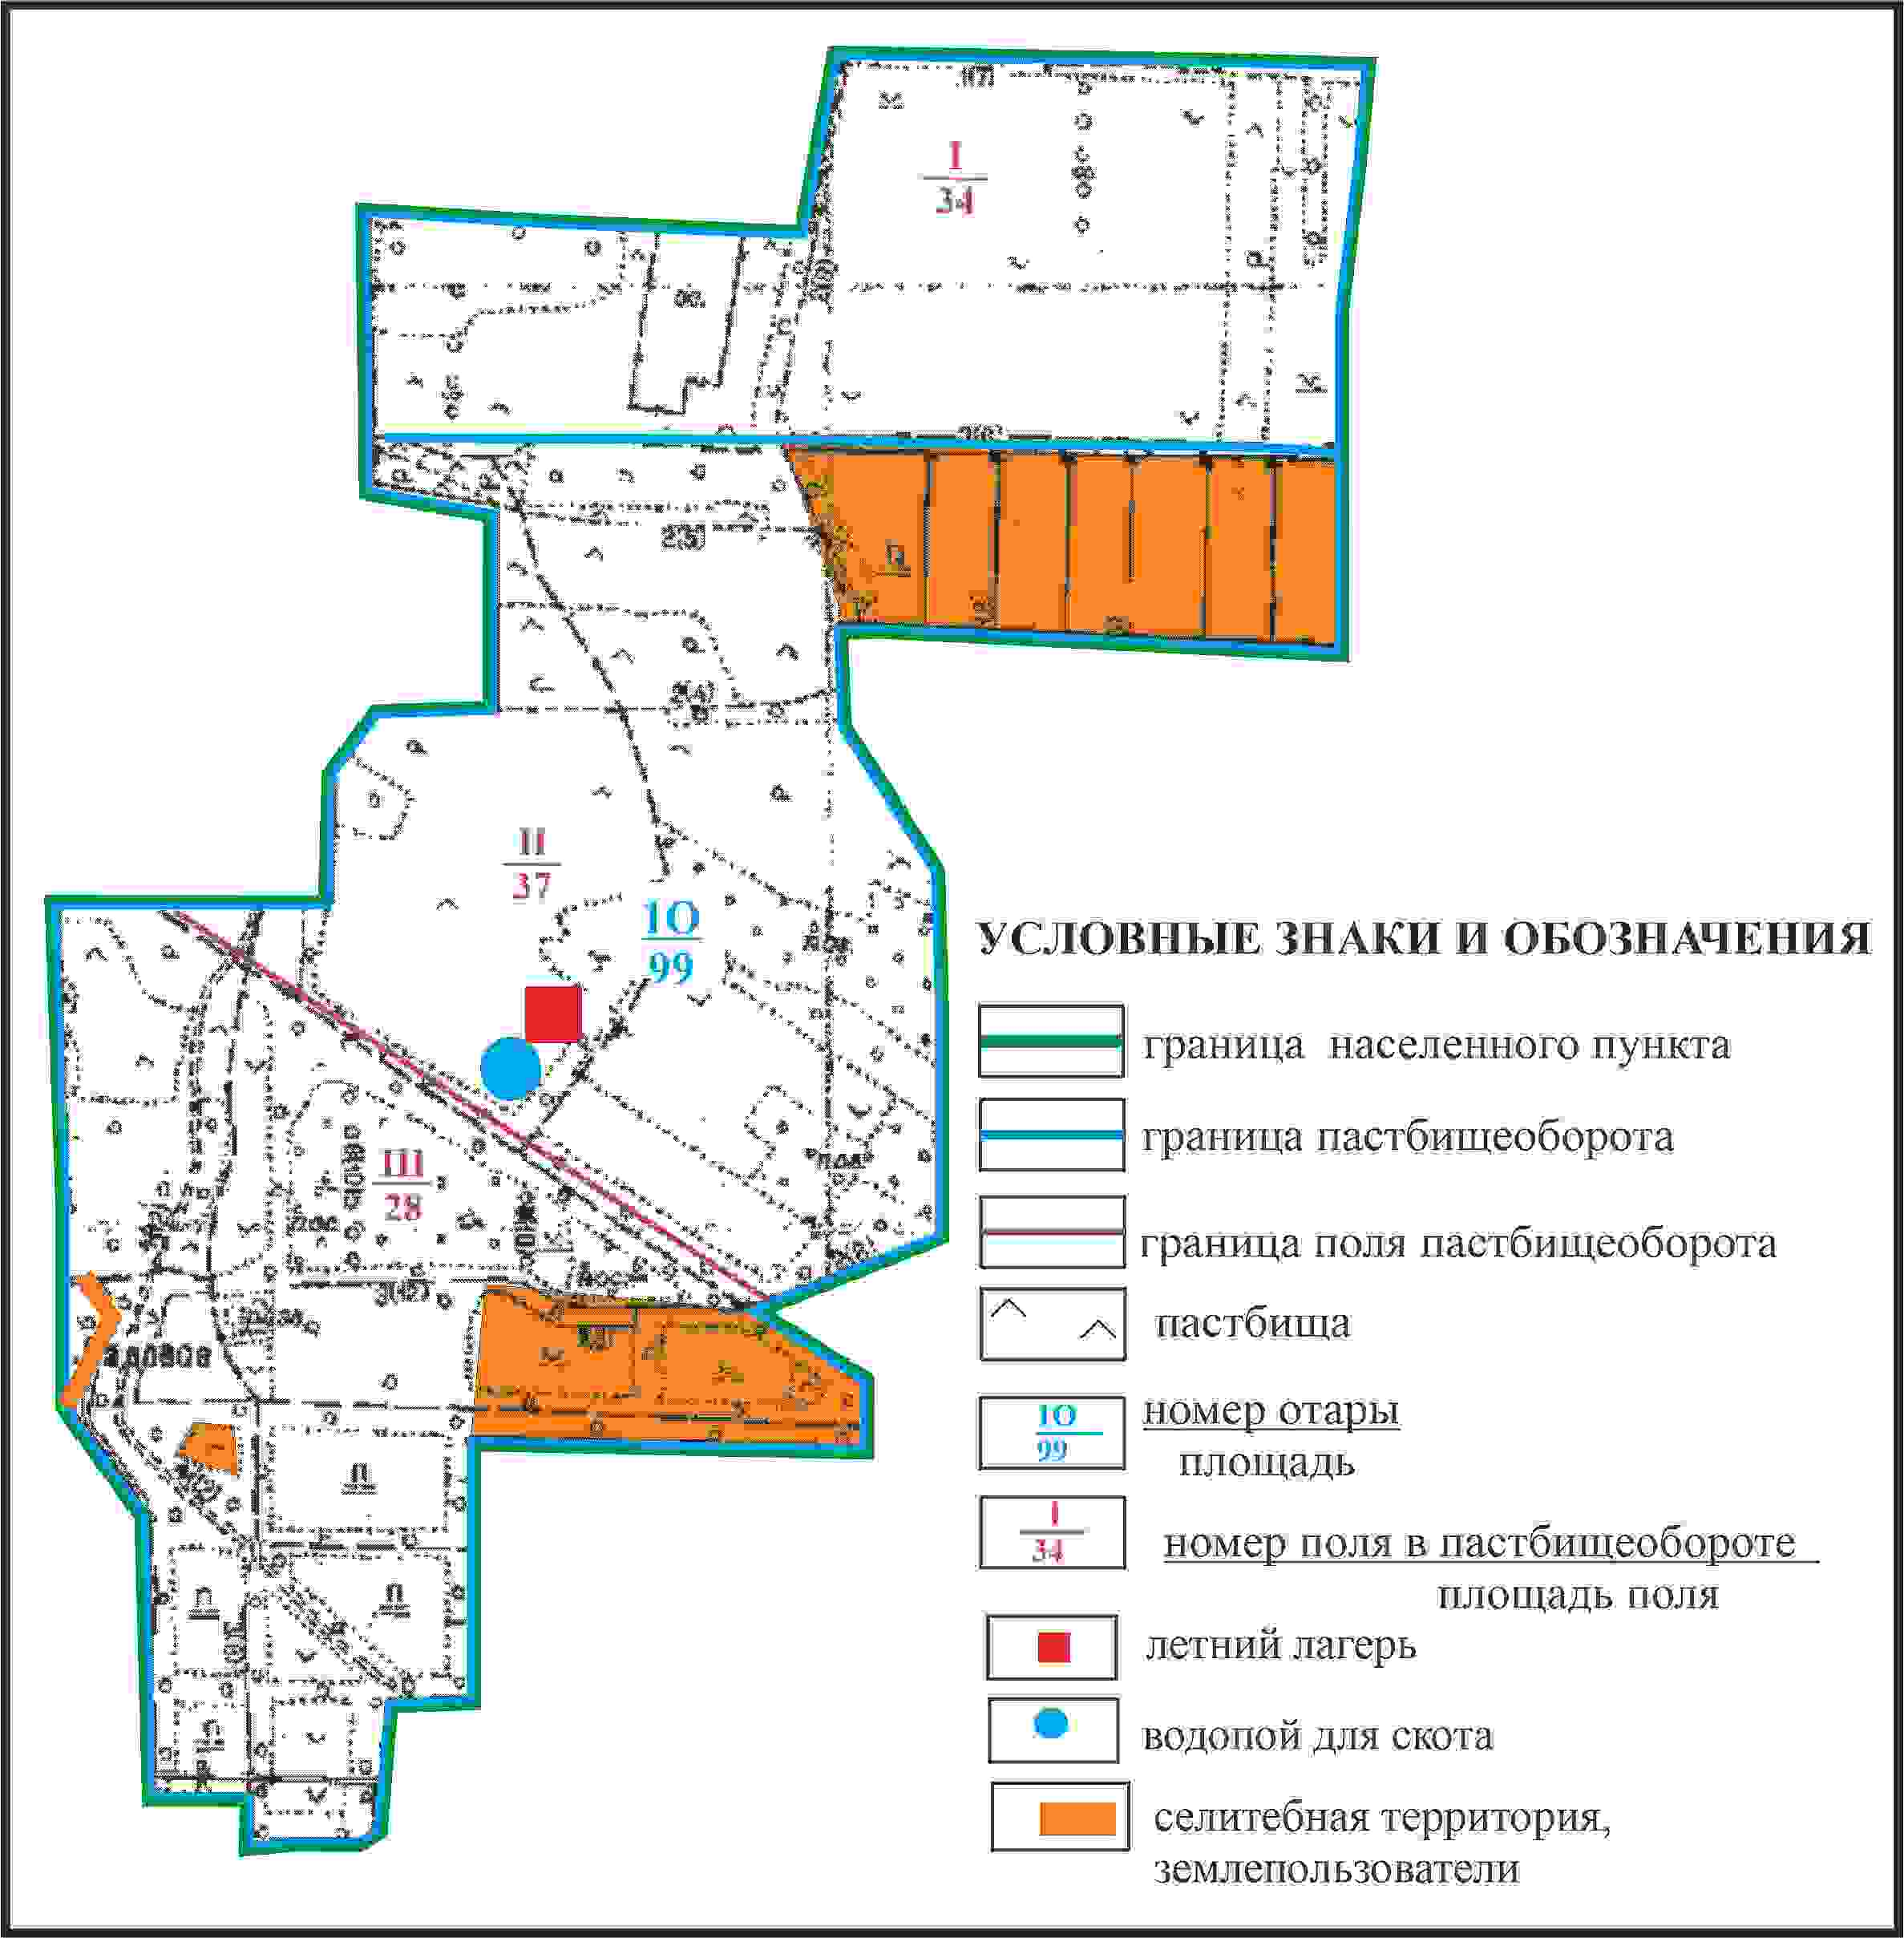 I
34
II
37
10
99
III
28
УСЛОВНЫЕ ЗНАКИ И ОБОЗНАЧЕНИЯ
граница населенного пункта
граница пастбищеоборота
граница поля пастбищеоборота
пастбища
10
99
номер отары
площадь
I
34
номер поля в пастбищеобороте
площадь поля
летний лагерь
водопой для скота
селитебная территория,
землепользователи